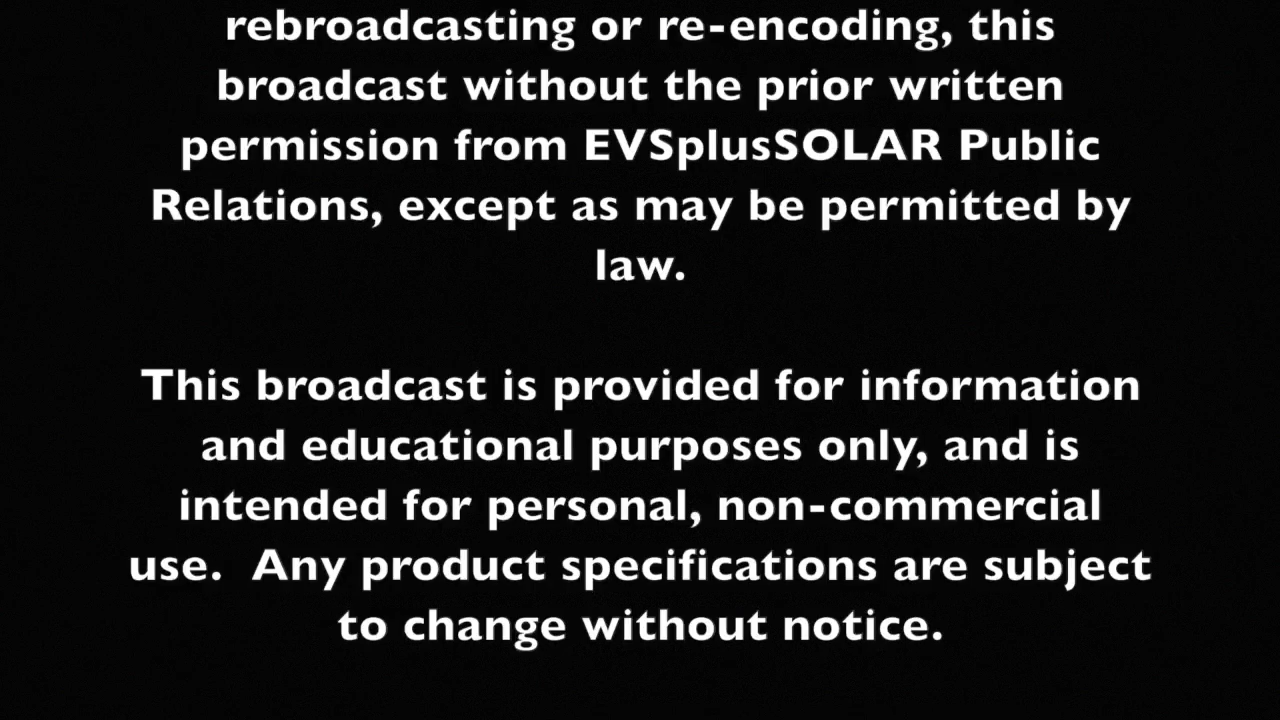 rebroadcasting or re-encoding, this
broadcast without the prior written
permission from EVSplusSOLAR Public
Relations, except as may be permitted by
law.
This broadcast is provided for information
and educational purposes only, and is
intended for personal, non-commercial
use.  Any product specifications are subject
to change without notice.